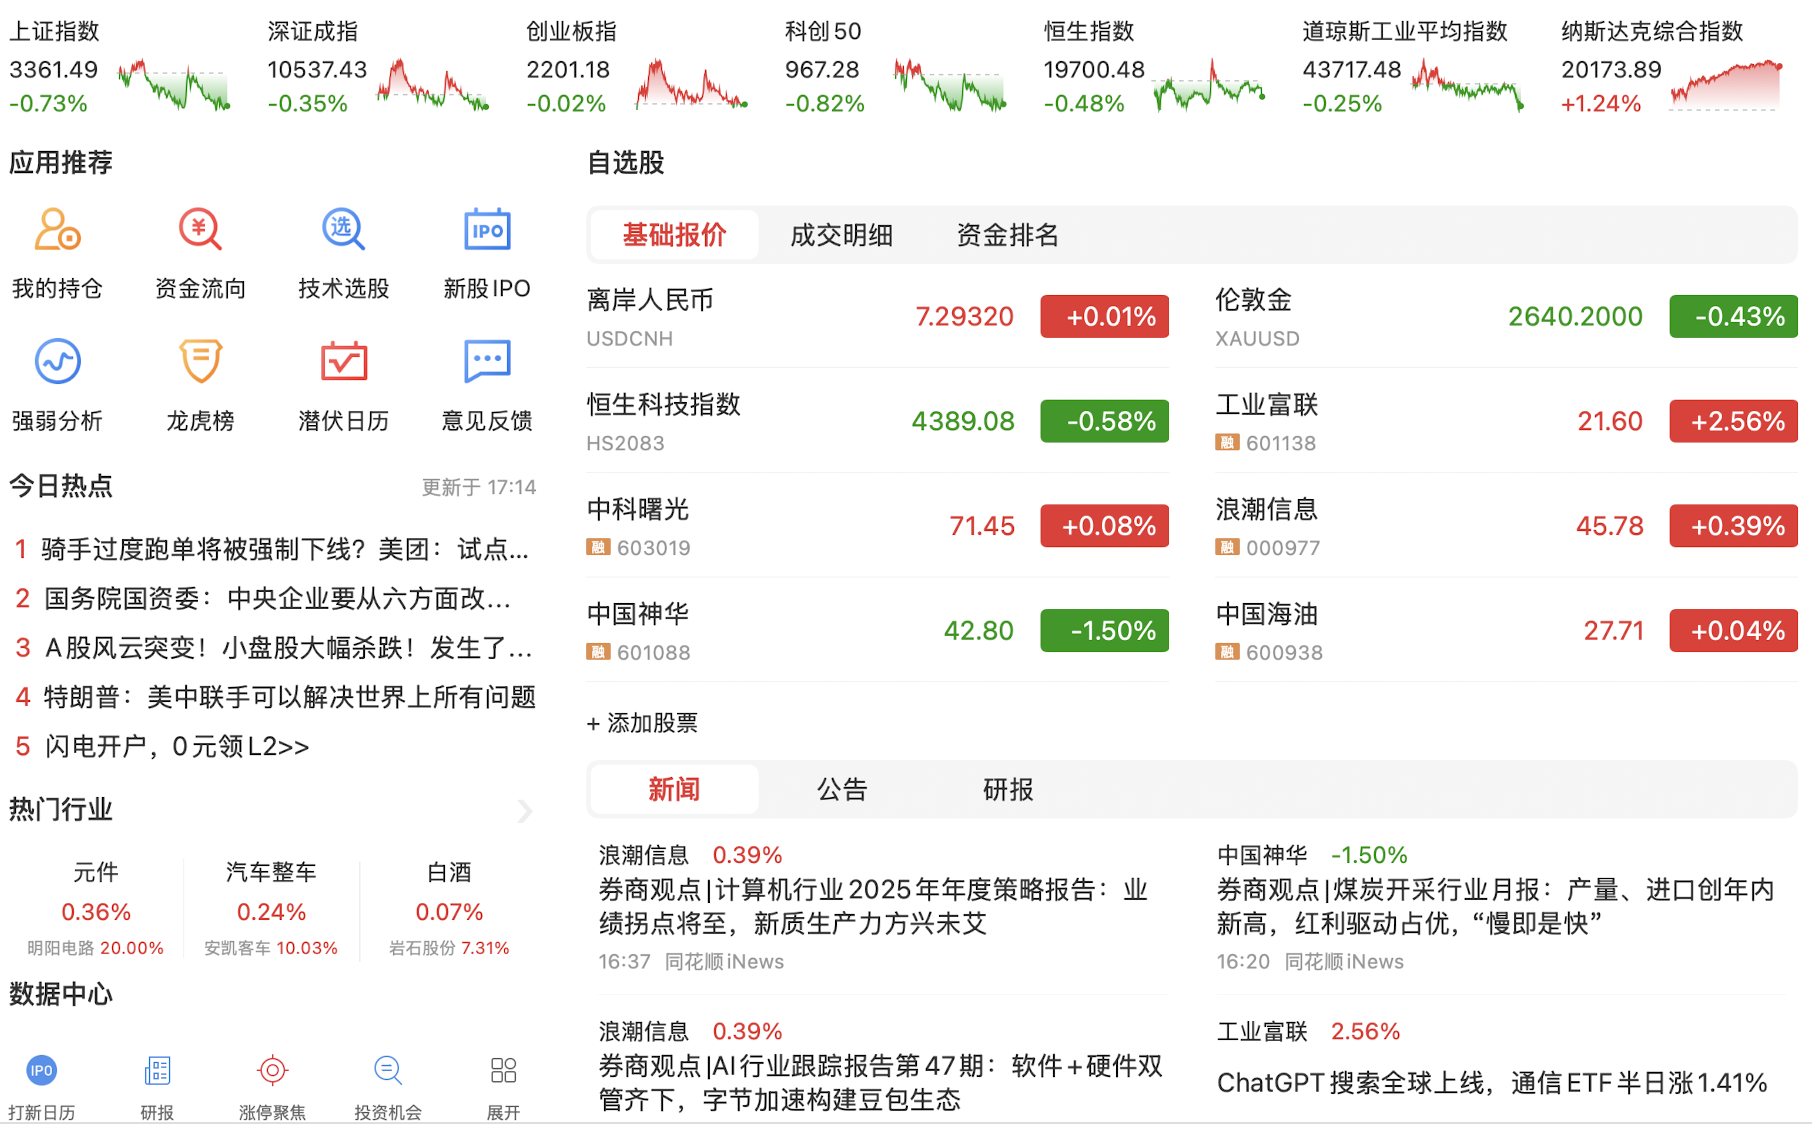 上证指数
3361.49
-0.73%
深证成指
10537.43
-0.35%
创业板指
2201.18
-0.02%
科创50
967.28
-0.82%
恒生指数
19700.48
-0.48%
道琼斯工业平均指数
43717.48
-0.25%
纳斯达克综合指数
20173.89
+1.24%
应用推荐
选
IPO
我的持仓
资金流向
技术选股
新股IPO
强弱分析
龙虎榜
潜伏日历
意见反馈
今日热点
更新于 17:14
1 骑手过度跑单将被强制下线？美团：试点...
2 国务院国资委：中央企业要从六方面改...
3 A股风云突变！小盘股大幅杀跌！发生了...
4 特朗普：美中联手可以解决世界上所有问题
5 闪电开户，0元领L2>>
热门行业
元件
0.36%
明阳电路 20.00%
汽车整车
0.24%
安凯客车 10.03%
白酒
0.07%
岩石股份 7.31%
数据中心
IPO
打新日历
研报
涨停聚焦
投资机会
展开
自选股
基础报价
成交明细
资金排名
离岸人民币
USDCNH
7.29320
+0.01%
伦敦金
XAUUSD
2640.2000
-0.43%
恒生科技指数
HS2083
4389.08
-0.58%
工业富联
融 601138
21.60
+2.56%
中科曙光
融 603019
71.45
+0.08%
浪潮信息
融 000977
45.78
+0.39%
中国神华
融 601088
42.80
-1.50%
中国海油
融 600938
27.71
+0.04%
+ 添加股票
新闻
公告
研报
浪潮信息 0.39%
券商观点|计算机行业2025年年度策略报告：业
绩拐点将至，新质生产力方兴未艾
16:37 同花顺iNews
中国神华 -1.50%
券商观点|煤炭开采行业月报：产量、进口创年内
新高，红利驱动占优，“慢即是快”
16:20 同花顺iNews
浪潮信息 0.39%
券商观点|AI行业跟踪报告第47期：软件+硬件双
管齐下，字节加速构建豆包生态
工业富联 2.56%
ChatGPT搜索全球上线，通信ETF半日涨1.41%